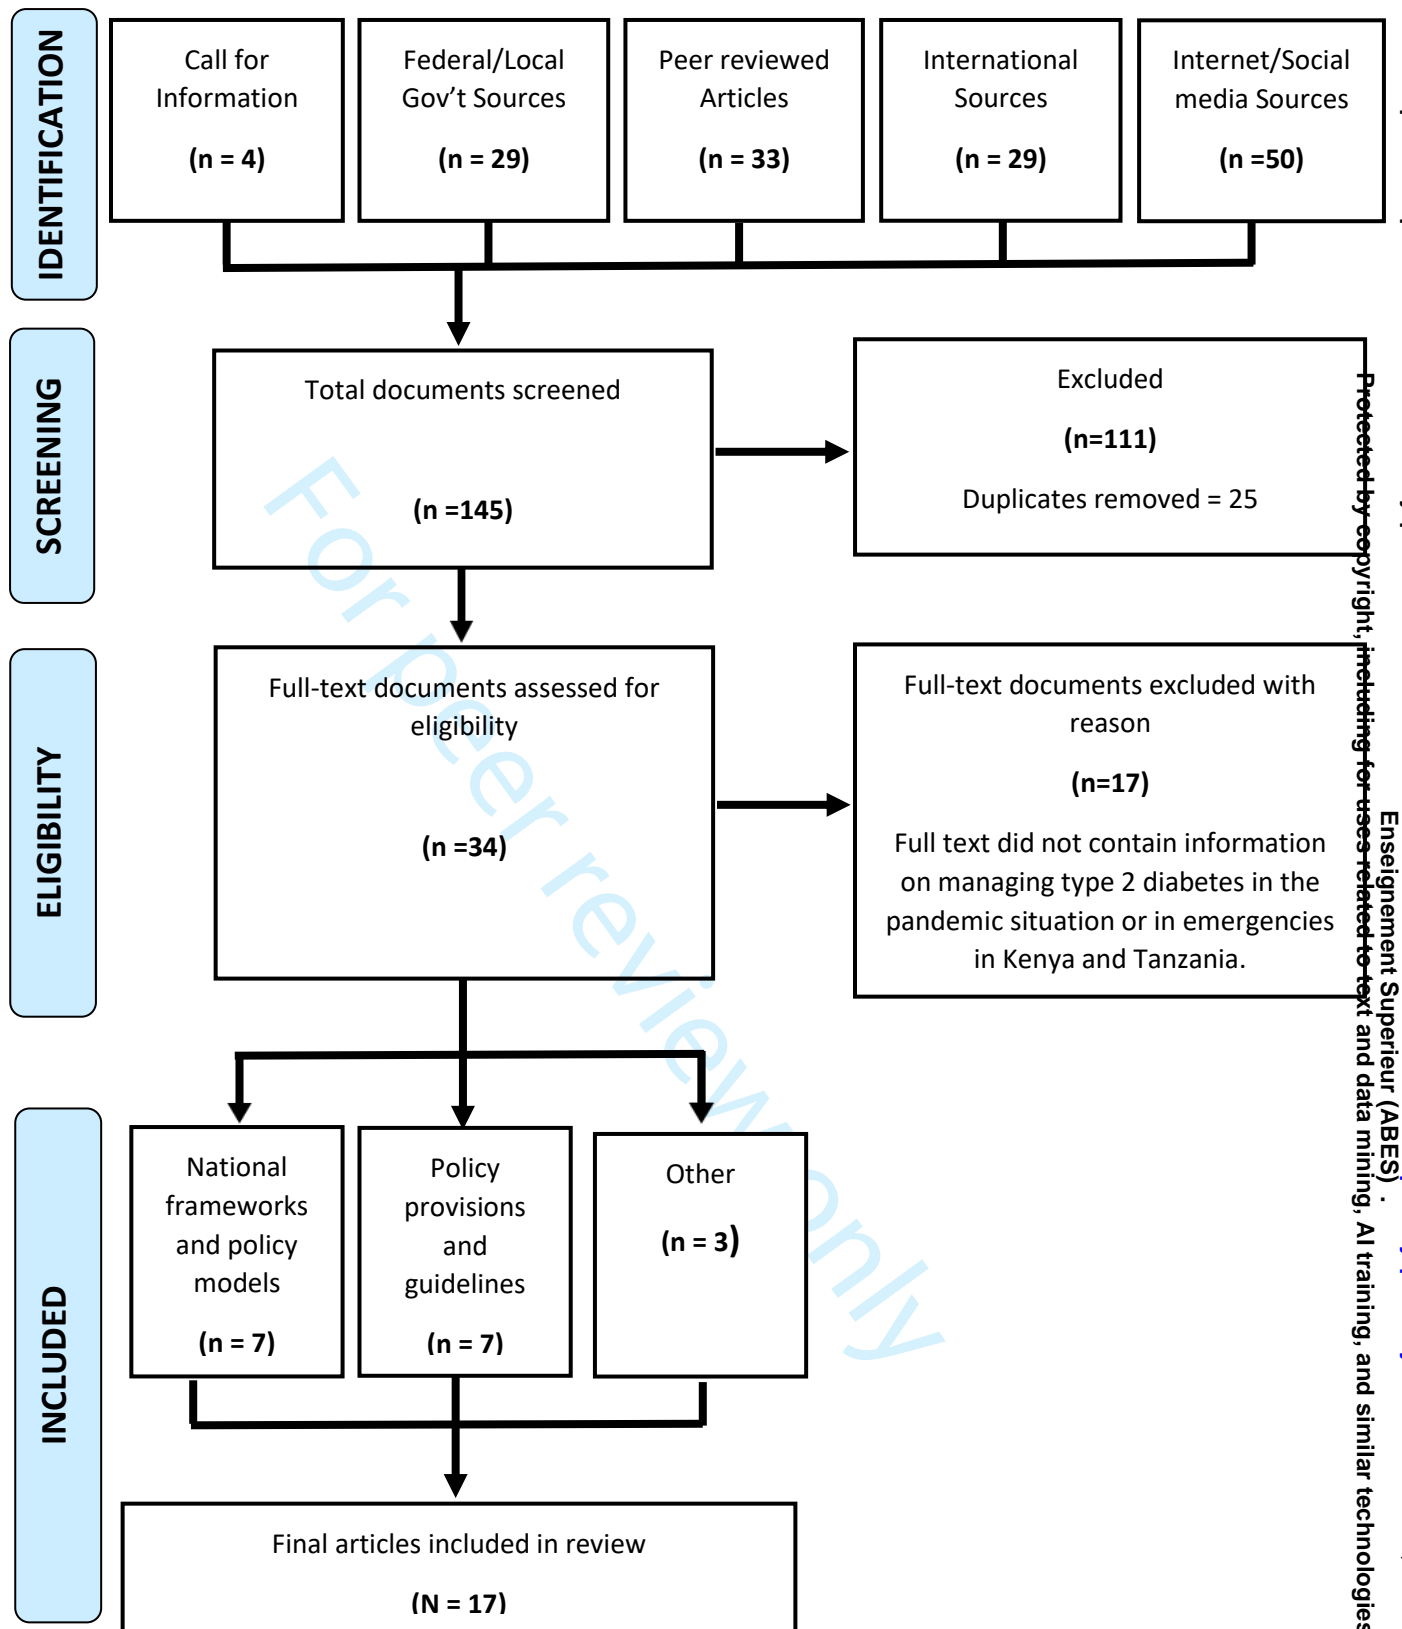 IDENTIFICATION
Call for
Information
(n = 4)
Federal/Local
Gov't Sources
(n = 29)
Peer reviewed
Articles
(n = 33)
International
Sources
(n = 29)
Internet/Social
media Sources
(n =50)
SCREENING
Total documents screened
(n =145)
Excluded
(n=111)
Duplicates removed = 25
ELIGIBILITY
Full-text documents assessed for
eligibility
(n =34)
Full-text documents excluded with
reason
(n=17)
Full text did not contain information
on managing type 2 diabetes in the
pandemic situation or in emergencies
in Kenya and Tanzania.
INCLUDED
National
frameworks
and policy
models
(n = 7)
Policy
provisions
and
guidelines
(n = 7)
Other
(n = 3)
Final articles included in review
(N = 17)
For peer review only
Enseignement Superieur (ABES) .
Protected by copyright, including for uses related to text and data mining, AI training, and similar technologies